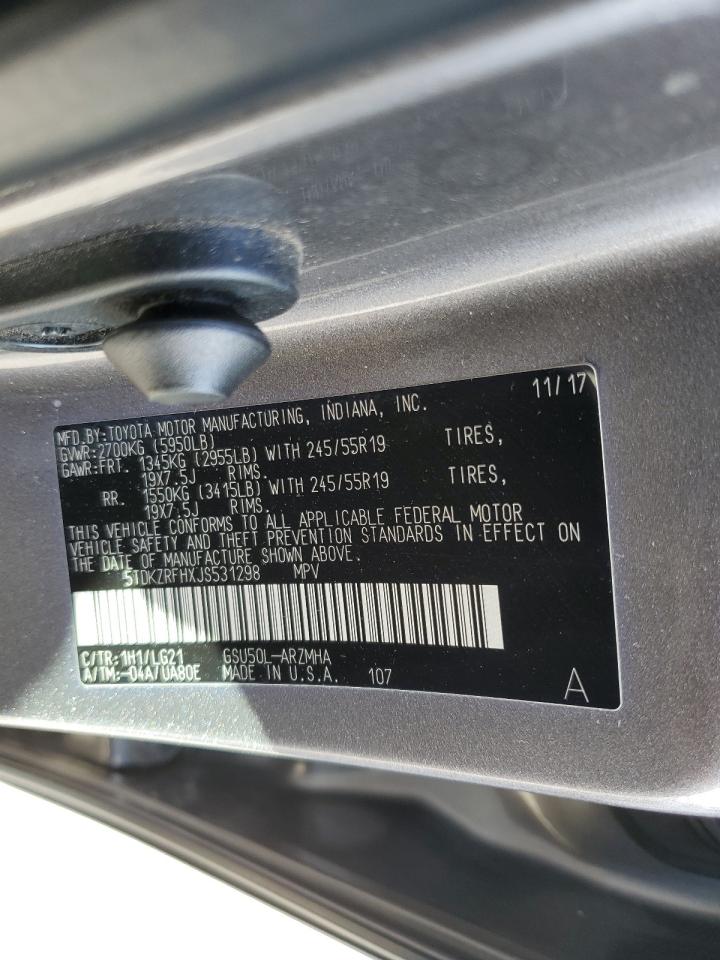 11/17
MFD.BY:TOYOTA MOTOR MANUFACTURING, INDIANA, INC.
GVWR:2700KG (5950LB)
GAWR:FRT. 1345KG (2955LB) WITH 245/55R19 TIRES,
19X7.5J RIMS.
RR. 1550KG (3415LB) WITH 245/55R19 TIRES,
19X7.5J RIMS.
THIS VEHICLE CONFORMS TO ALL APPLICABLE FEDERAL MOTOR
VEHICLE SAFETY AND THEFT PREVENTION STANDARDS IN EFFECT ON
THE DATE OF MANUFACTURE SHOWN ABOVE.
5TDKZRFHXJS531298 MPV
C/TR:1H1/LG21 GSU50L-ARZMHA
A/TM:-04A/UA80E MADE IN U.S.A. 107
A